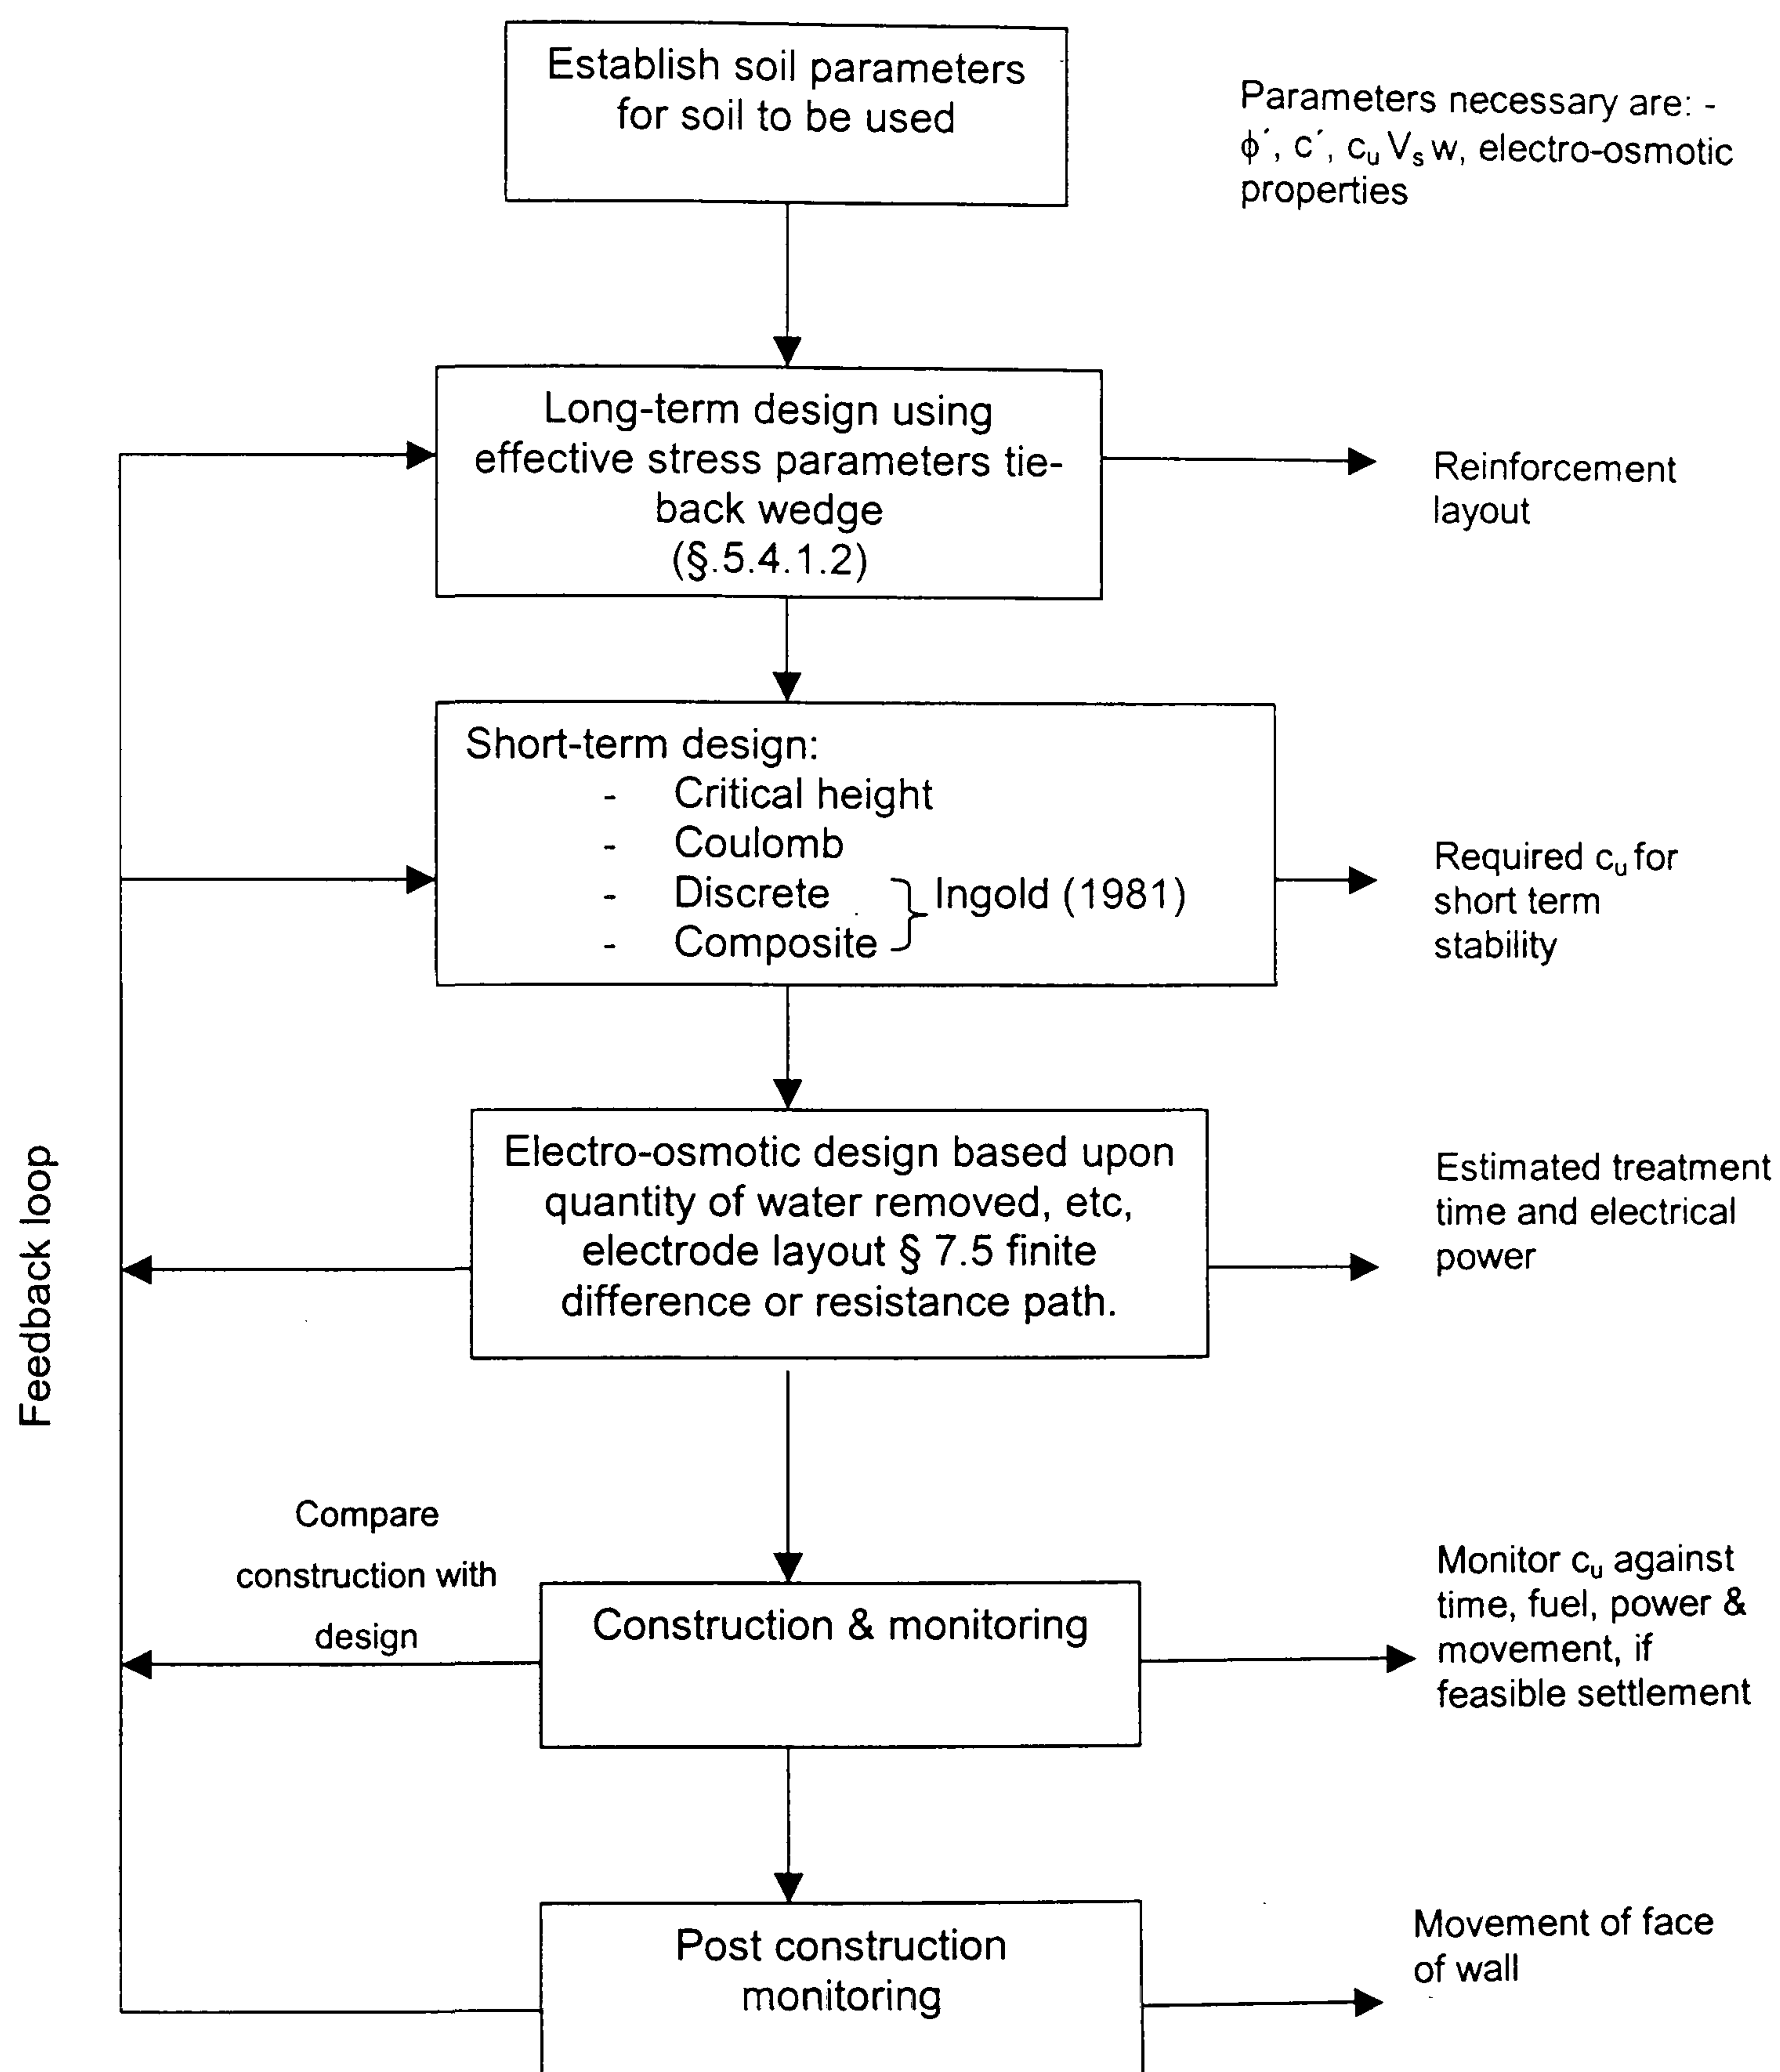 Establish soil parameters
for soil to be used
Parameters necessary are: -
ϕ´, c´, cᵤ Vₛ w, electro-osmotic
properties
Long-term design using
effective stress parameters tie-
back wedge
(§.5.4.1.2)
Reinforcement
layout
Short-term design:
- Critical height
- Coulomb
- Discrete
- Composite
Ingold (1981)
Required cᵤ for
short term
stability
Electro-osmotic design based upon
quantity of water removed, etc,
electrode layout § 7.5 finite
difference or resistance path.
Estimated treatment
time and electrical
power
Feedback loop
Compare
construction with
design
Construction & monitoring
Monitor cᵤ against
time, fuel, power &
movement, if
feasible settlement
Post construction
monitoring
Movement of face
of wall